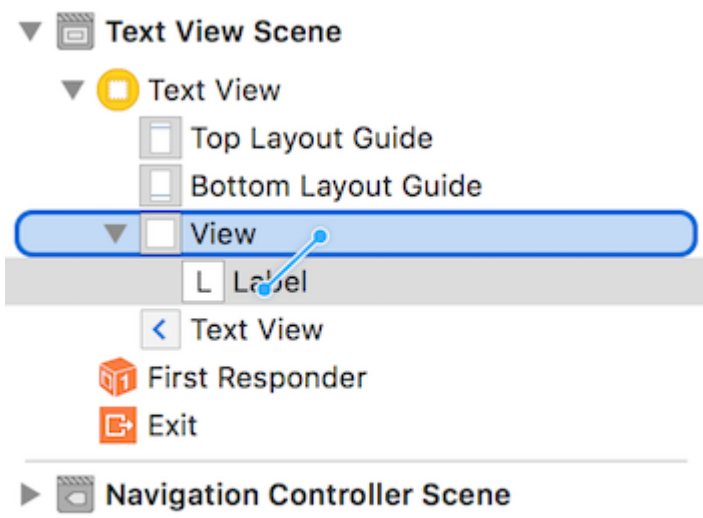 Text View Scene
Text View
Top Layout Guide
Bottom Layout Guide
View
L Label
Text View
First Responder
Exit
Navigation Controller Scene